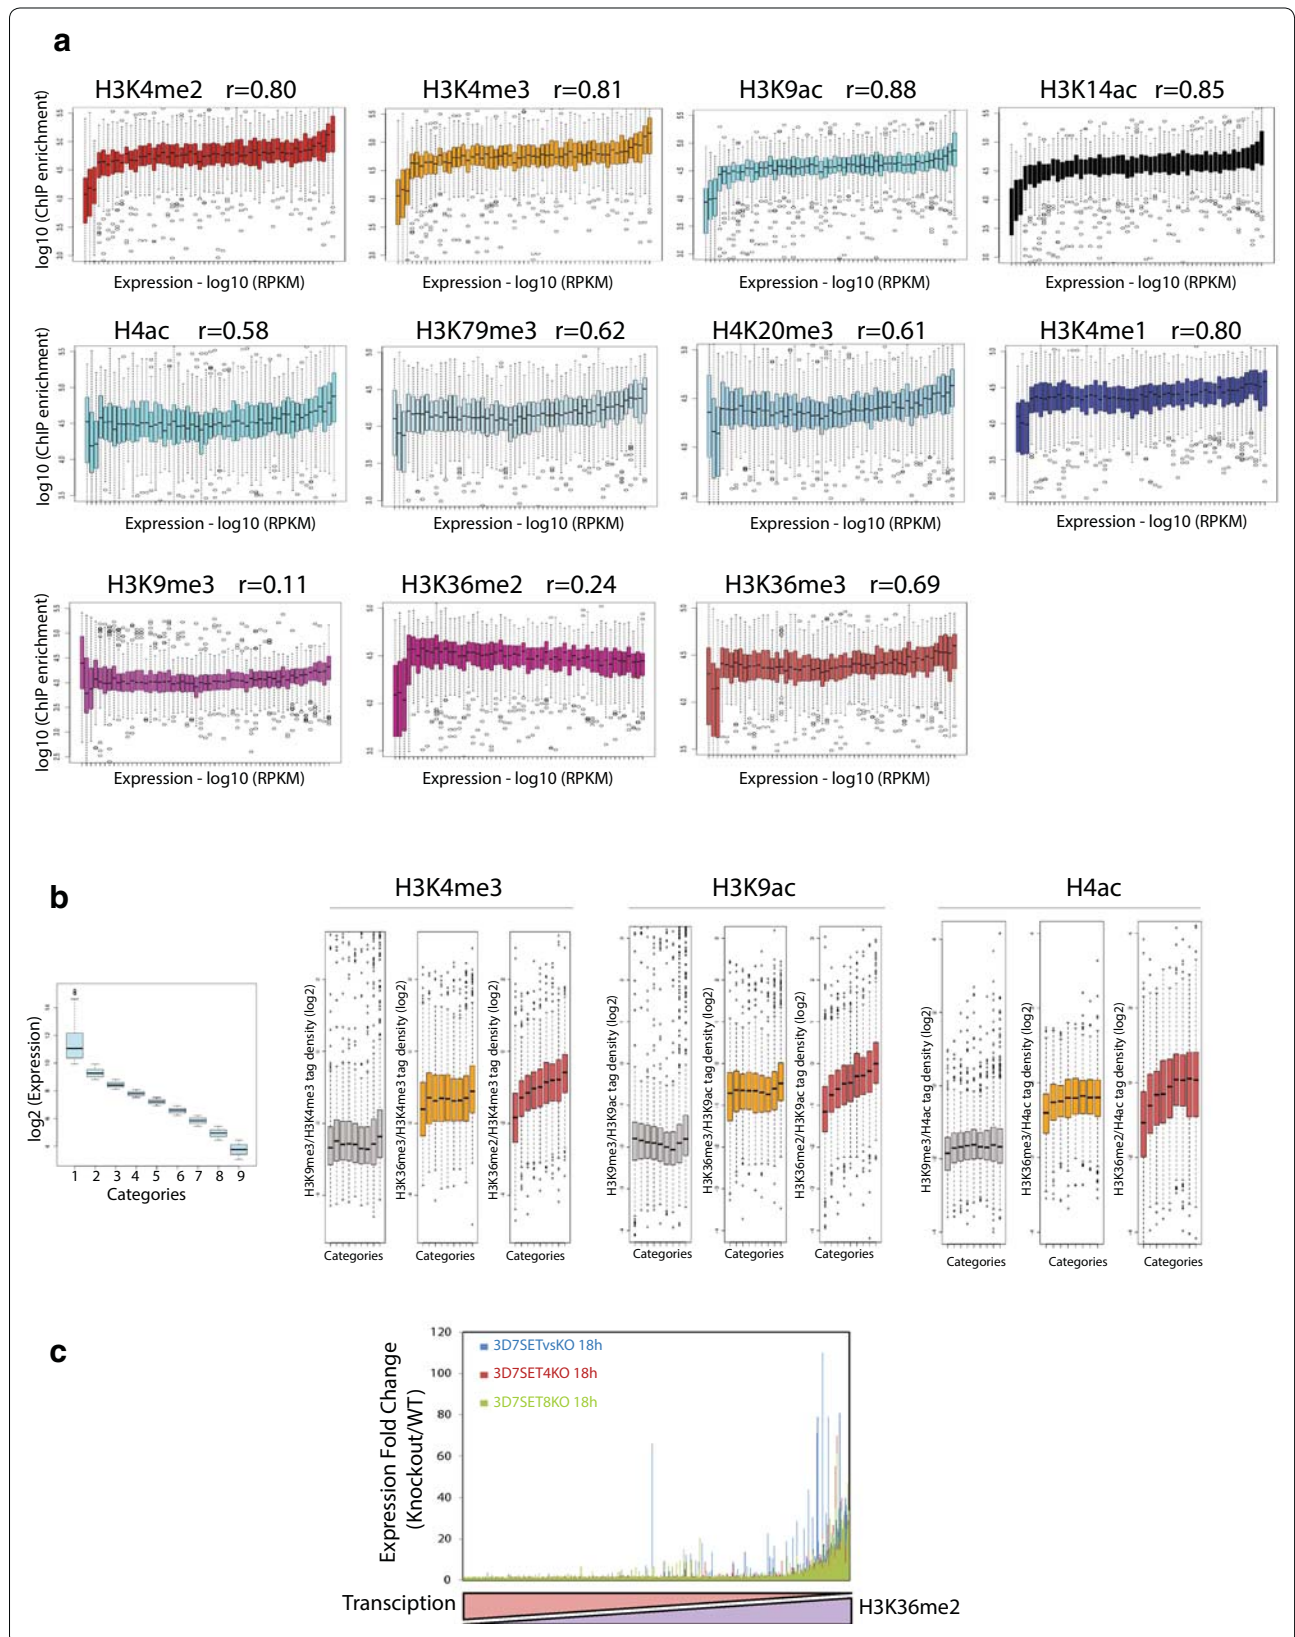 a
H3K4me2 r=0.80
H3K4me3 r=0.81
H3K9ac r=0.88
H3K14ac r=0.85
log10 (ChIP enrichment)
Expression - log10 (RPKM)
Expression - log10 (RPKM)
Expression - log10 (RPKM)
Expression - log10 (RPKM)
H4ac r=0.58
H3K79me3 r=0.62
H4K20me3 r=0.61
H3K4me1 r=0.80
log10 (ChIP enrichment)
Expression - log10 (RPKM)
Expression - log10 (RPKM)
Expression - log10 (RPKM)
Expression - log10 (RPKM)
H3K9me3 r=0.11
H3K36me2 r=0.24
H3K36me3 r=0.69
log10 (ChIP enrichment)
Expression - log10 (RPKM)
Expression - log10 (RPKM)
Expression - log10 (RPKM)
b
H3K4me3
H3K9ac
H4ac
log2 (Expression)
1 2 3 4 5 6 7 8 9
Categories
H3K9me3/H3K4me3 tag density (log2)
H3K36me3/H3K4me3 tag density (log2)
H3K36me2/H3K4me3 tag density (log2)
Categories
Categories
Categories
H3K9me3/H3K9ac tag density (log2)
H3K36me3/H3K9ac tag density (log2)
H3K36me2/H3K9ac tag density (log2)
Categories
Categories
Categories
H3K9me3/H4ac tag density (log2)
H3K36me3/H4ac tag density (log2)
H3K36me2/H4ac tag density (log2)
Categories
Categories
Categories
c
Expression Fold Change
(Knockout/WT)
120
100
80
60
40
20
0
3D7SETvsKO 18h
3D7SET4KO 18h
3D7SET8KO 18h
Transciption
H3K36me2